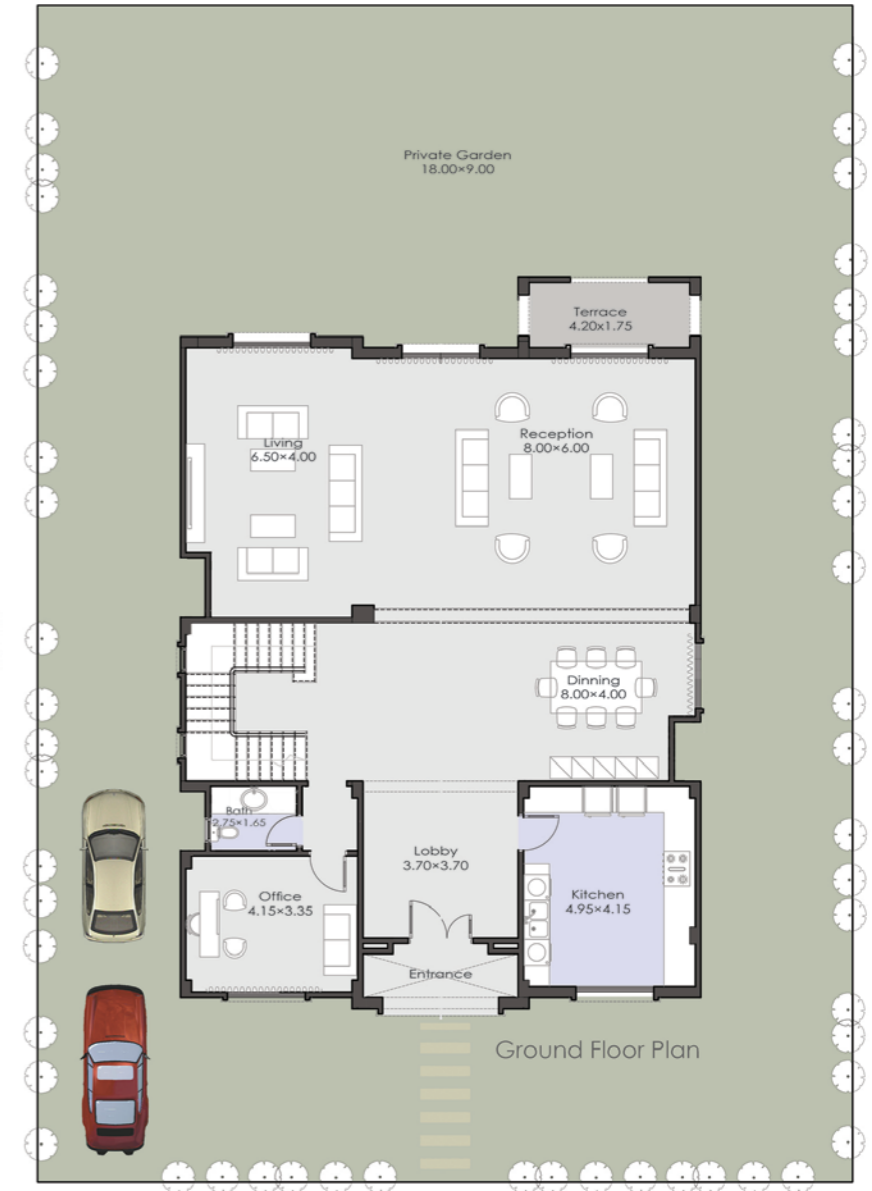 Private Garden
18.00×9.00
Terrace
4.20x1.75
Living
6.50×4.00
Reception
8.00×6.00
Dinning
8.00×4.00
Bath
2.75×1.65
Lobby
3.70×3.70
Office
4.15×3.35
Kitchen
4.95×4.15
Entrance
Ground Floor Plan